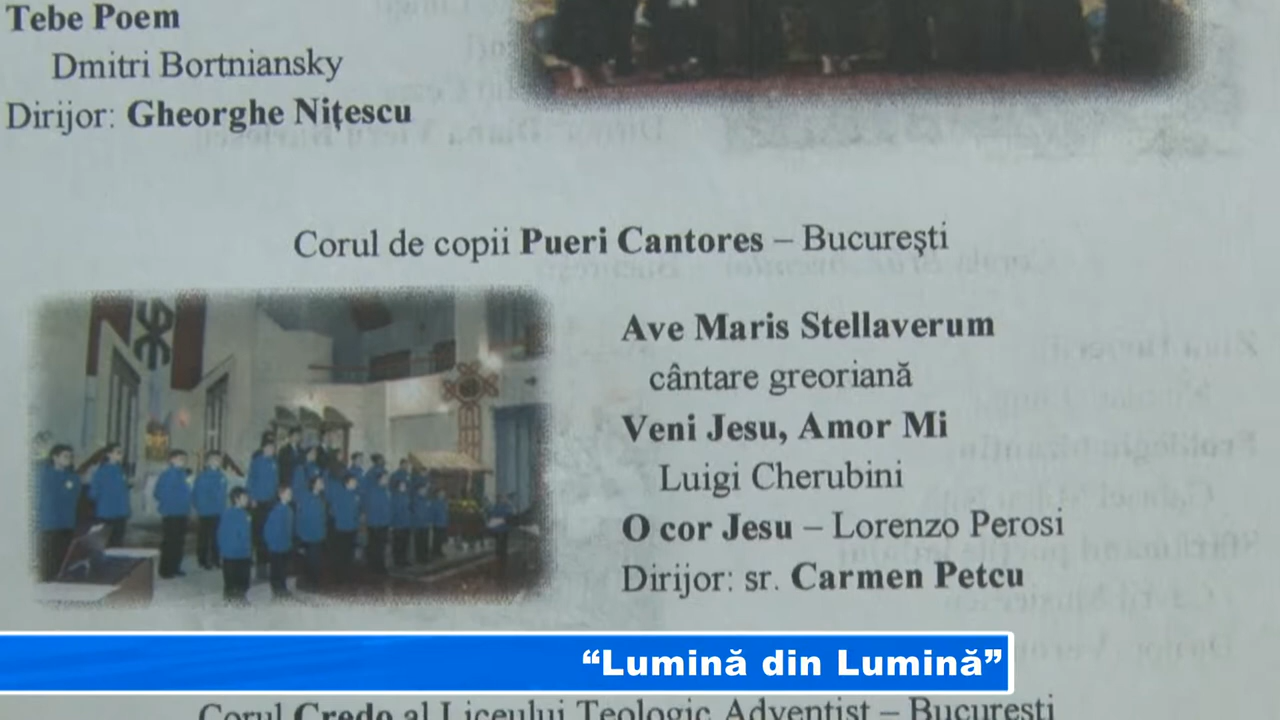 Tebe Poem
Dmitri Bortniansky
Dirijor: Gheorghe Nițescu
Corul de copii Pueri Cantores – București
Ave Maris Stellaverum
cântare greoriană
Veni Jesu, Amor Mi
Luigi Cherubini
O cor Jesu – Lorenzo Perosi
Dirijor: sr. Carmen Petcu
“Lumină din Lumină”
Corul Credo al Liceului Teologic Adventist – București